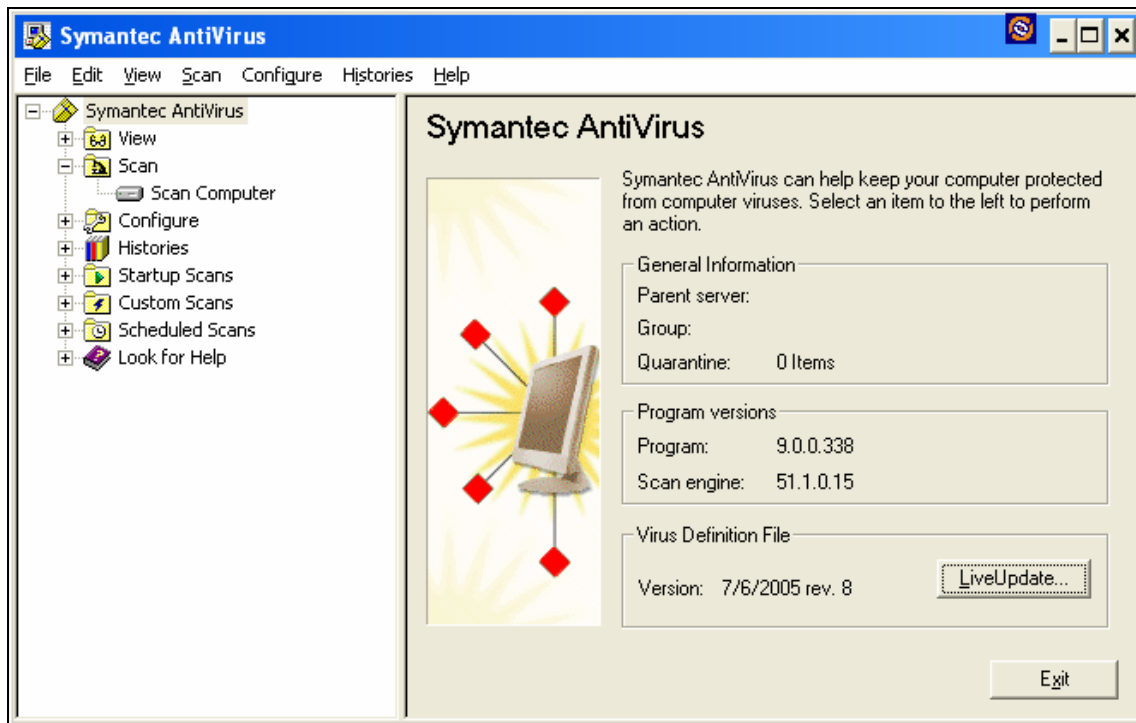 Symantec AntiVirus
File Edit View Scan Configure Histories Help
Symantec AntiVirus
View
Scan
Scan Computer
Configure
Histories
Startup Scans
Custom Scans
Scheduled Scans
Look for Help
Symantec AntiVirus
Symantec AntiVirus can help keep your computer protected
from computer viruses. Select an item to the left to perform
an action.
General Information
Parent server:
Group:
Quarantine: 0 Items
Program versions
Program: 9.0.0.338
Scan engine: 51.1.0.15
Virus Definition File
Version: 7/6/2005 rev. 8
LiveUpdate...
Exit